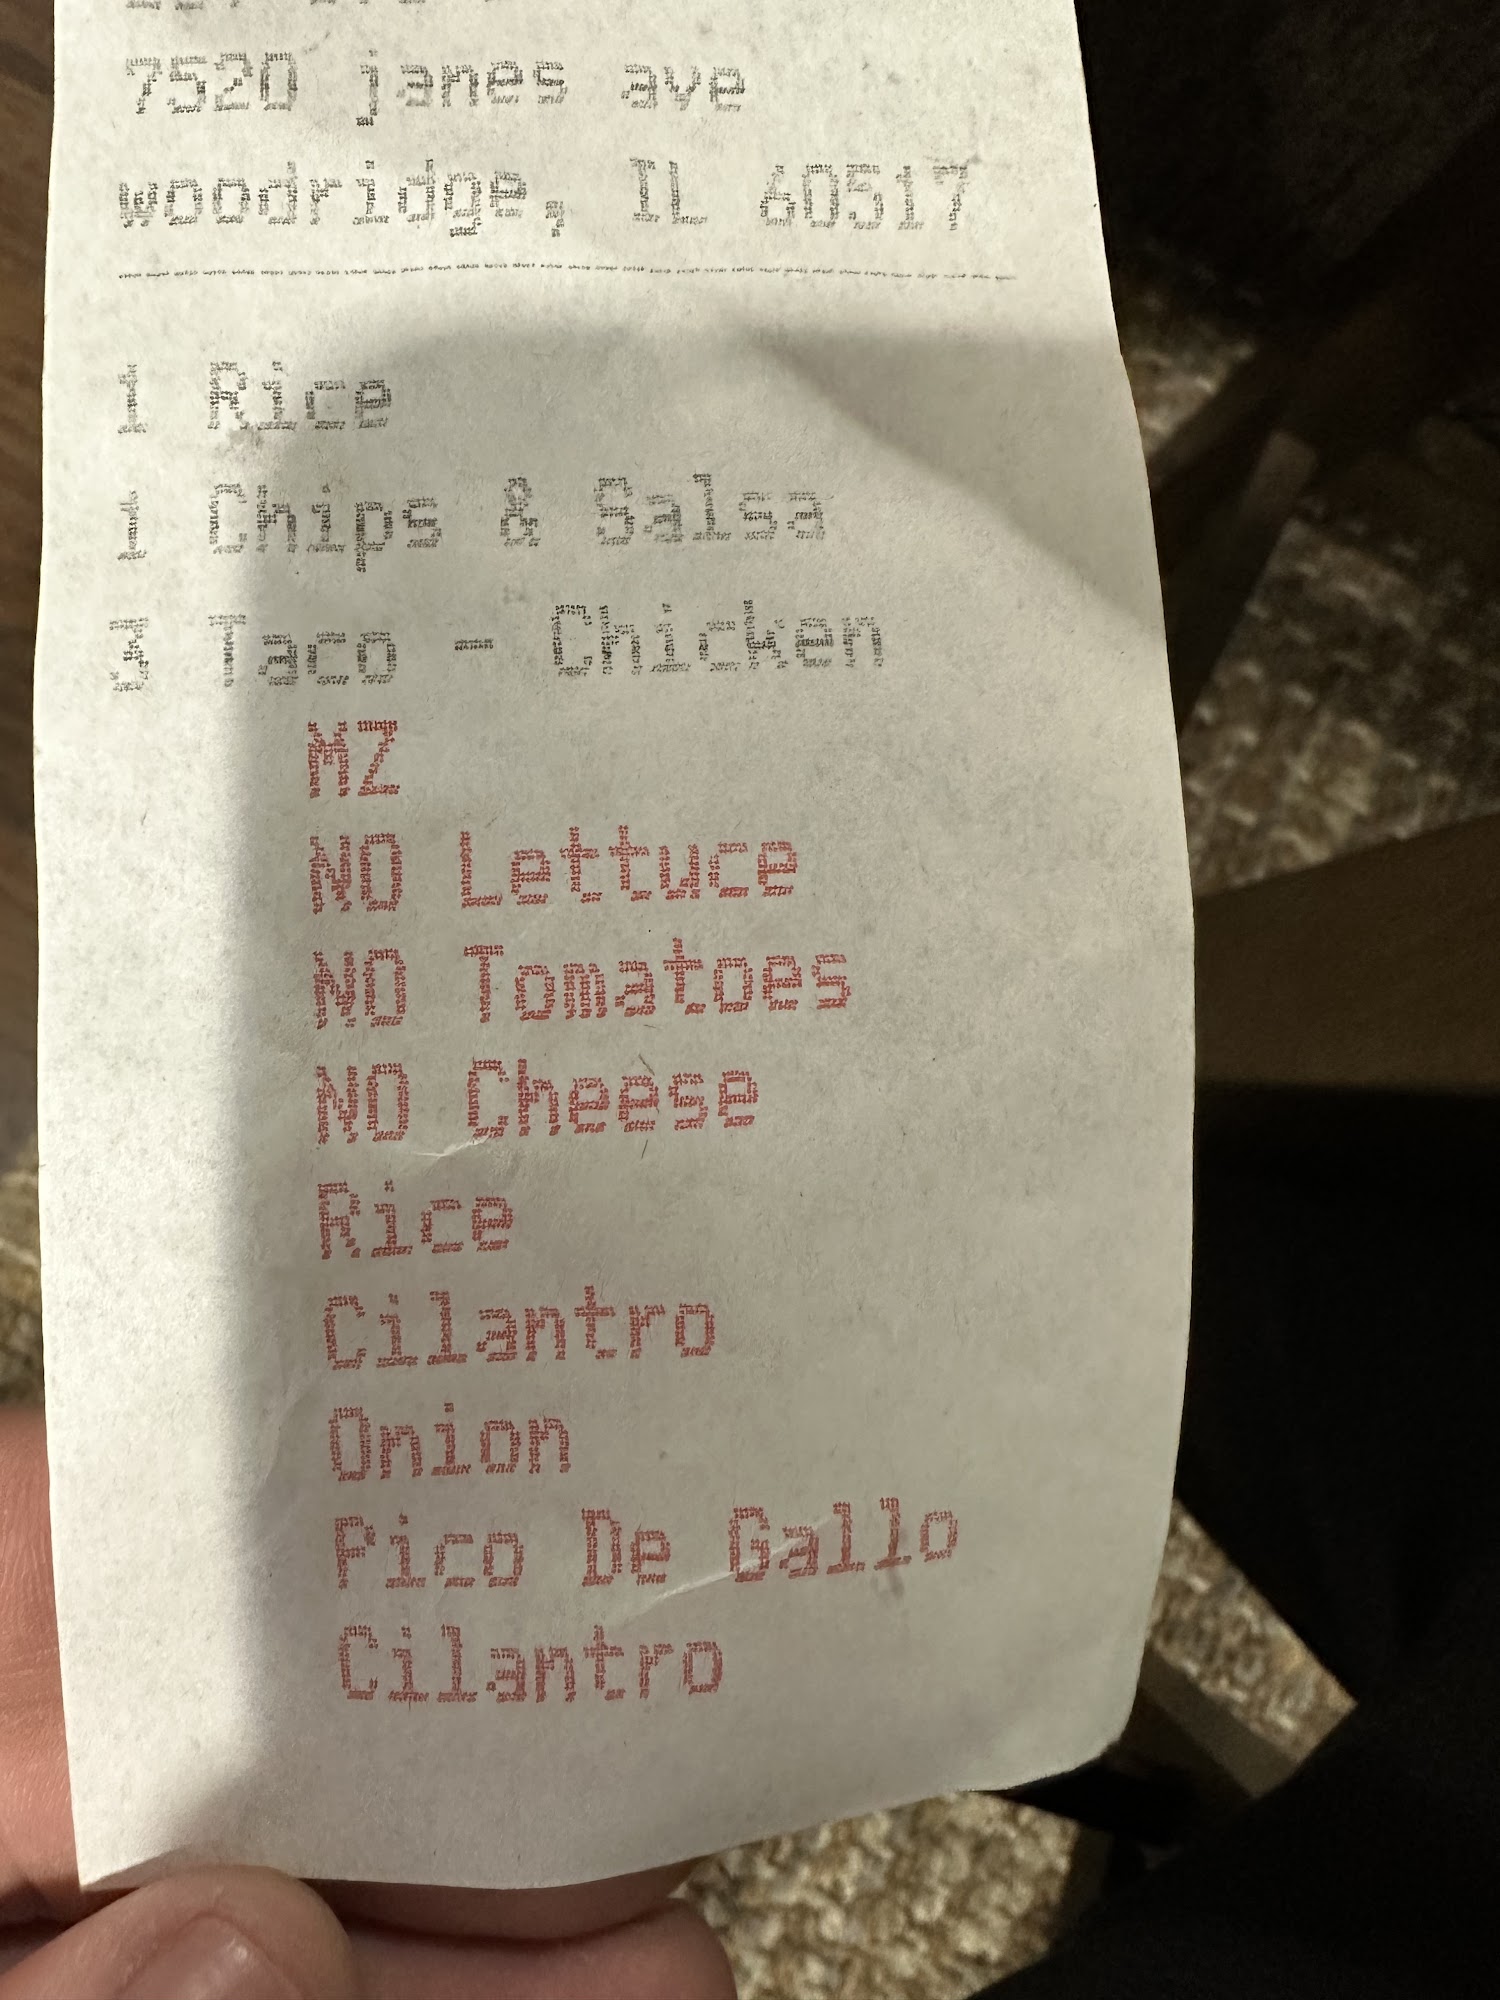 7520 janes ave
woodridge, IL 60517
1 Rice
1 Chips & Salsa
3 Taco - Chicken
MZ
NO Lettuce
NO Tomatoes
NO Cheese
Rice
Cilantro
Onion
Pico De Gallo
Cilantro